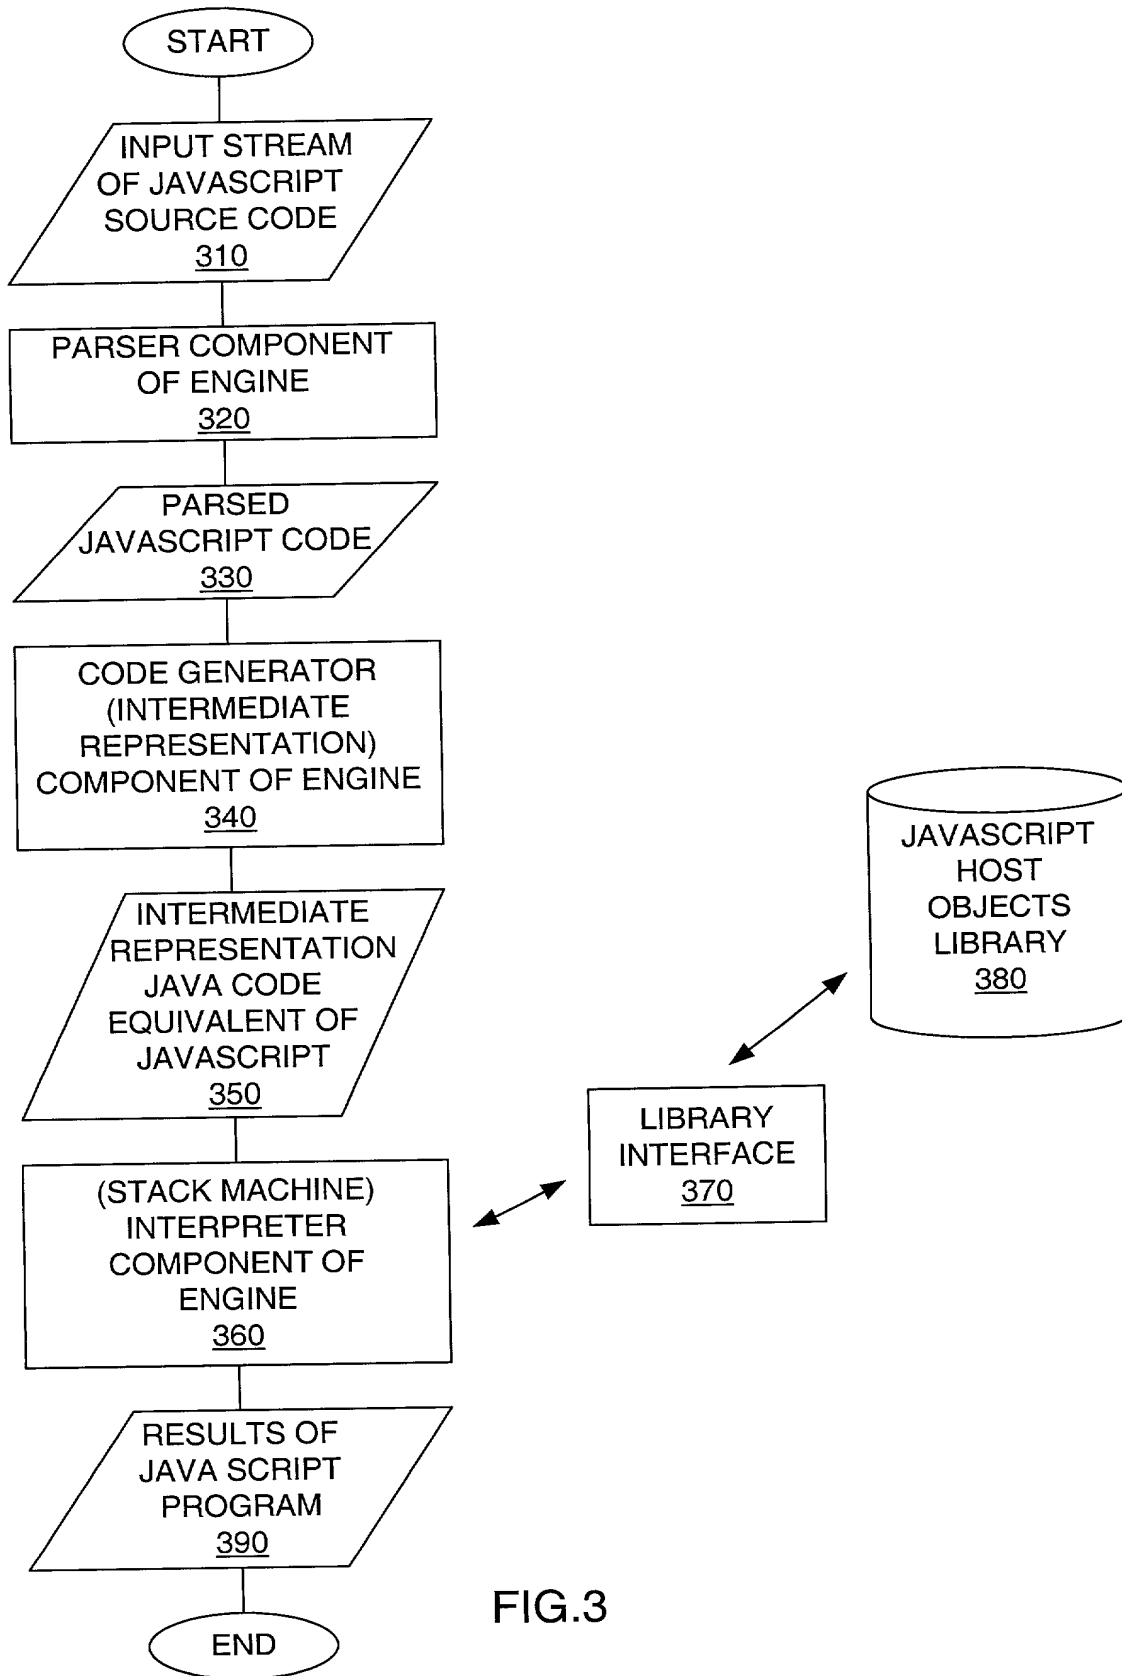 START
INPUT STREAM
OF JAVASCRIPT
SOURCE CODE
310
PARSER COMPONENT
OF ENGINE
320
PARSED
JAVASCRIPT CODE
330
CODE GENERATOR
(INTERMEDIATE
REPRESENTATION)
COMPONENT OF ENGINE
340
INTERMEDIATE
REPRESENTATION
JAVA CODE
EQUIVALENT OF
JAVASCRIPT
350
(STACK MACHINE)
INTERPRETER
COMPONENT OF
ENGINE
360
LIBRARY
INTERFACE
370
JAVASCRIPT
HOST
OBJECTS
LIBRARY
380
RESULTS OF
JAVA SCRIPT
PROGRAM
390
END
FIG.3